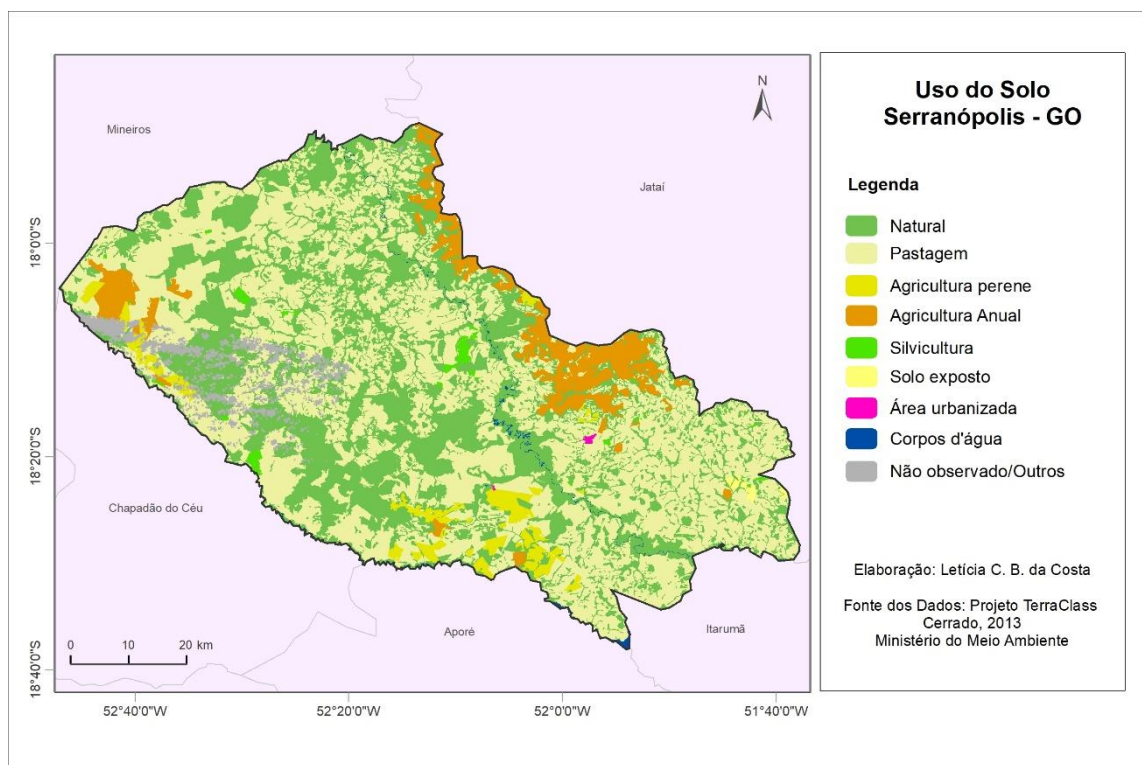 Mineiros
Jataí
Chapadão do Céu
Aporé
Itarumã
N
18°0'0"S
18°20'0"S
18°40'0"S
52°40'0"W
52°20'0"W
52°0'0"W
51°40'0"W
0 10 20 km
Uso do Solo
Serranópolis - GO
Legenda
Natural
Pastagem
Agricultura perene
Agricultura Anual
Silvicultura
Solo exposto
Área urbanizada
Corpos d'água
Não observado/Outros
Elaboração: Letícia C. B. da Costa
Fonte dos Dados: Projeto TerraClass
Cerrado, 2013
Ministério do Meio Ambiente